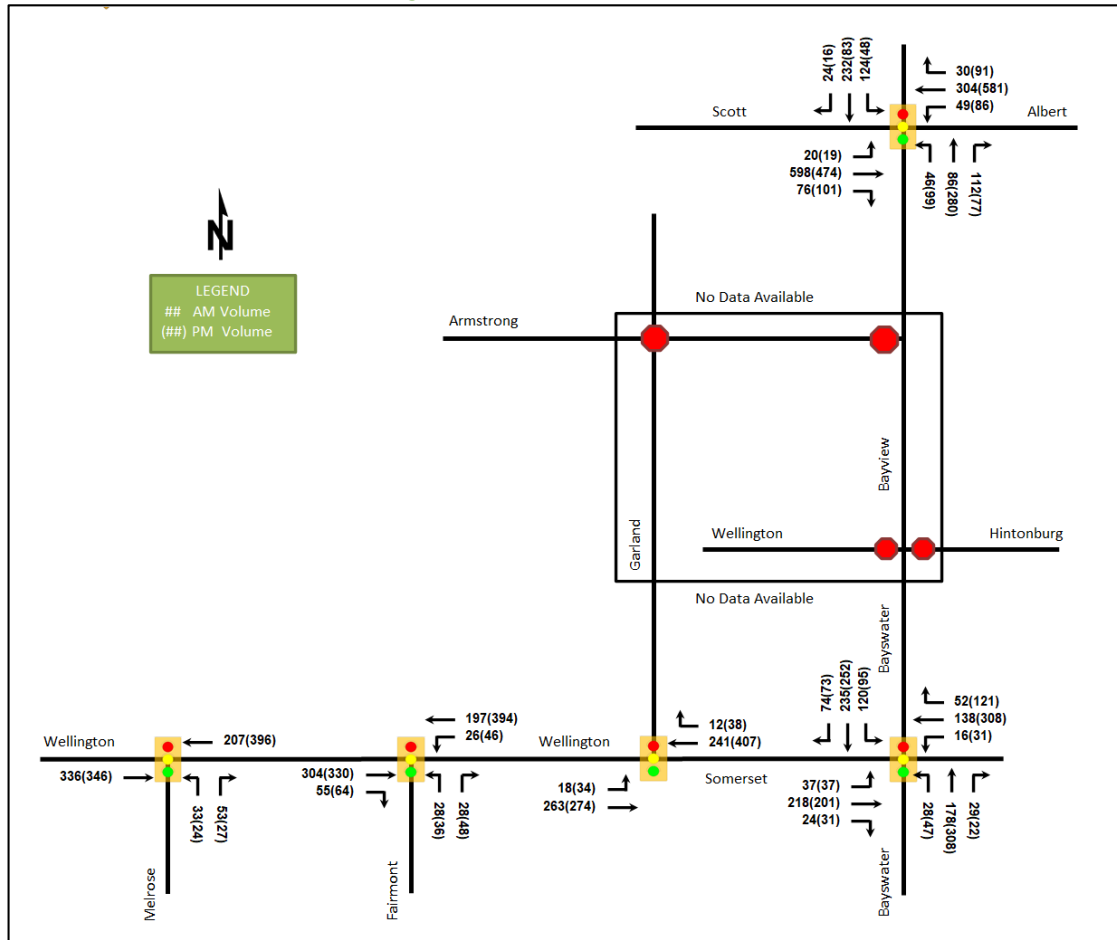 24(16)
232(83)
124(48)
30(91)
304(581)
49(86)
Scott
Albert
20(19)
598(474)
76(101)
46(99)
86(280)
112(77)
N
LEGEND
## AM Volume
(##) PM Volume
No Data Available
Armstrong
Bayview
Garland
Wellington
Hintonburg
No Data Available
Bayswater
74(73)
235(252)
120(95)
52(121)
138(308)
16(31)
197(394)
26(46)
12(38)
241(407)
Wellington
207(396)
Wellington
Somerset
336(346)
33(24)
53(27)
304(330)
55(64)
28(36)
28(48)
18(34)
263(274)
37(37)
218(201)
24(31)
28(47)
178(308)
29(22)
Melrose
Fairmont
Bayswater